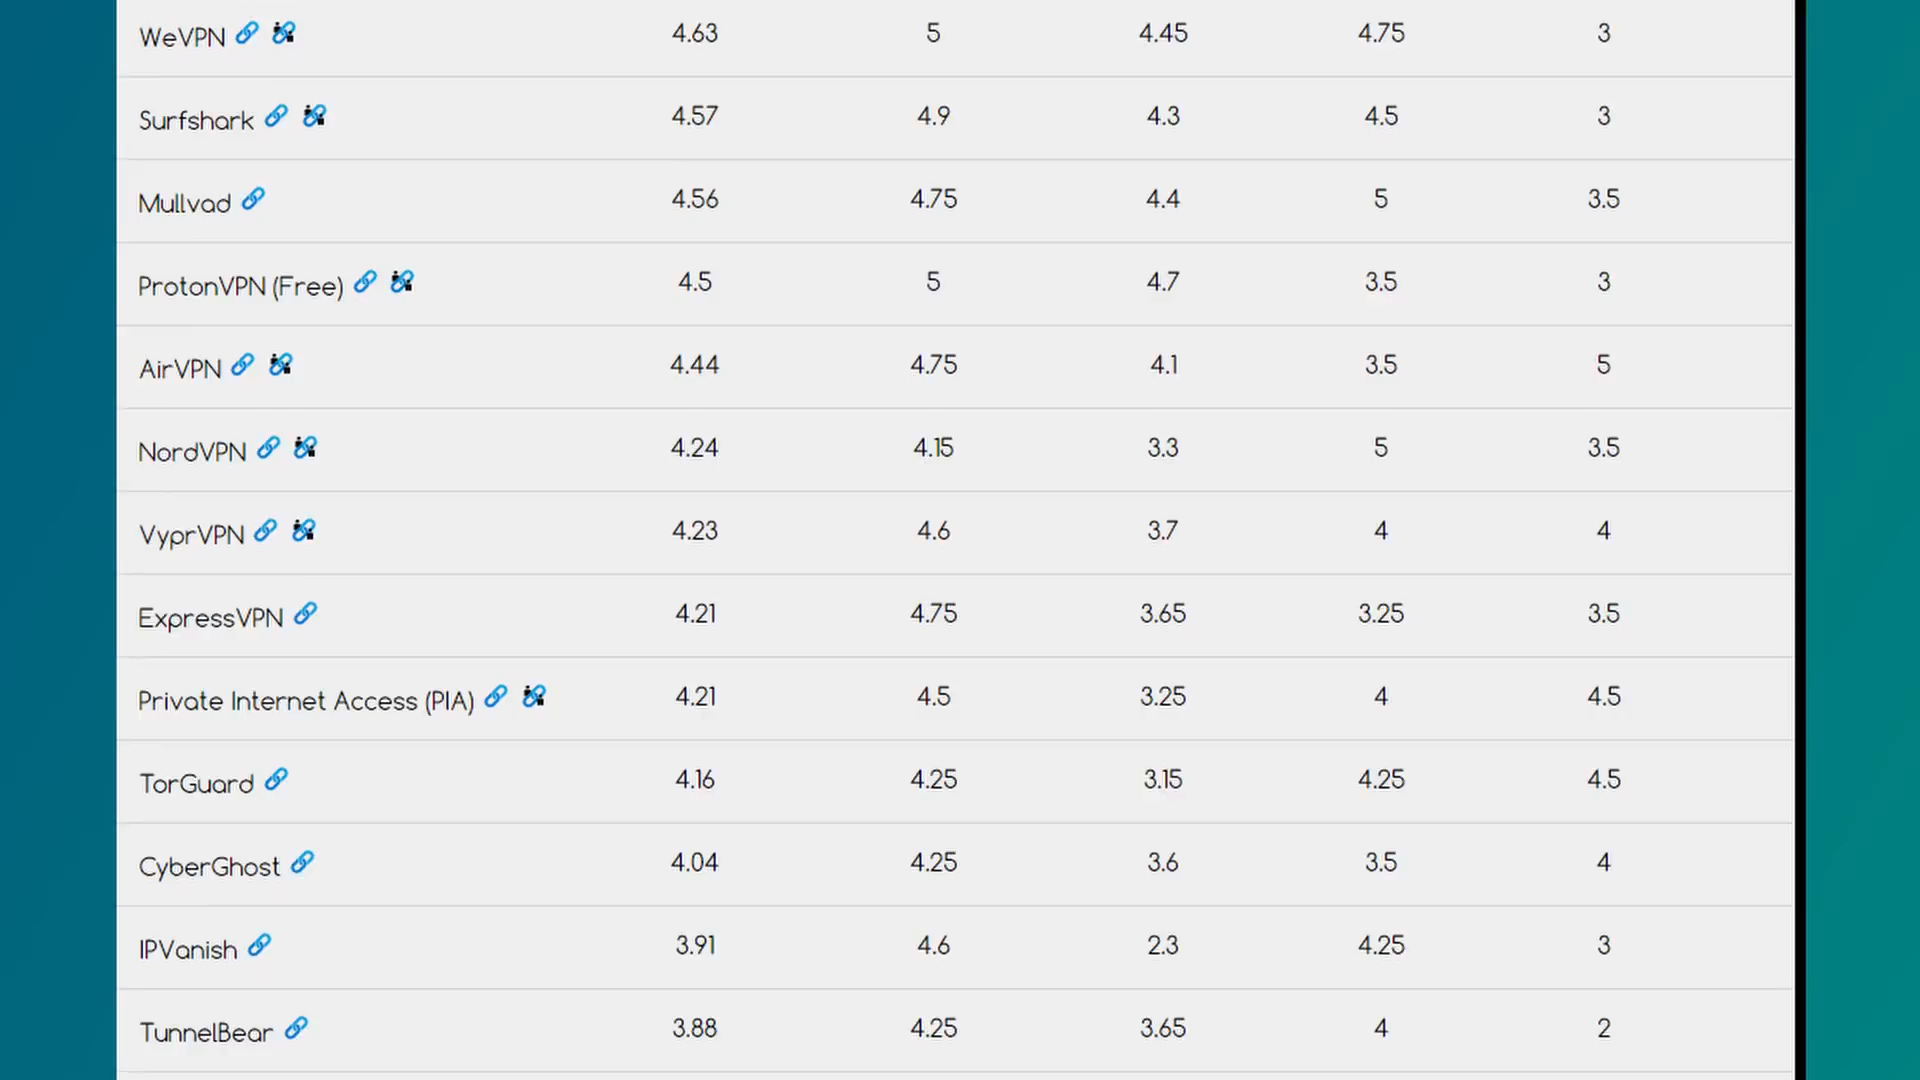 WeVPN 4.63 5 4.45 4.75 3
Surfshark 4.57 4.9 4.3 4.5 3
Mullvad 4.56 4.75 4.4 5 3.5
ProtonVPN (Free) 4.5 5 4.7 3.5 3
AirVPN 4.44 4.75 4.1 3.5 5
NordVPN 4.24 4.15 3.3 5 3.5
VyprVPN 4.23 4.6 3.7 4 4
ExpressVPN 4.21 4.75 3.65 3.25 3.5
Private Internet Access (PIA) 4.21 4.5 3.25 4 4.5
TorGuard 4.16 4.25 3.15 4.25 4.5
CyberGhost 4.04 4.25 3.6 3.5 4
IPVanish 3.91 4.6 2.3 4.25 3
TunnelBear 3.88 4.25 3.65 4 2